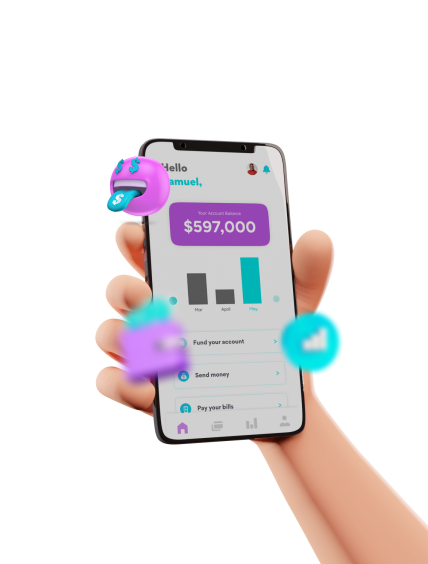 Hello
amuel,
Your Account Balance
$597,000
Mar April May
Fund your account
Send money
Pay your bills
$ $
$